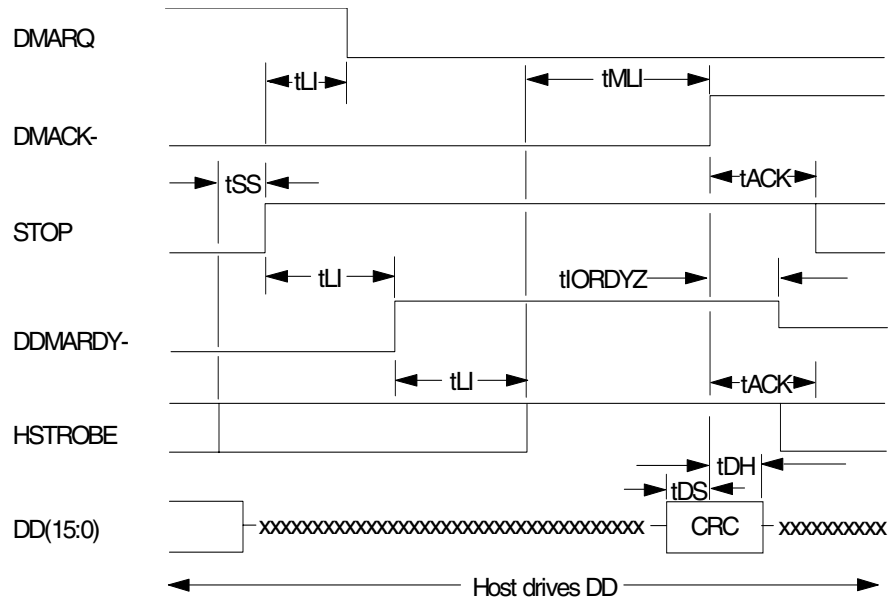 DMARQ
tLI
tMLI
DMACK-
tSS
tACK
STOP
tLI
tIORDYZ
DDMARDY-
tLI
tACK
HSTROBE
tDH
tDS
DD(15:0)
xxxxxxxxxxxxxxxxxxxxxxxxxxxxxxxxxxxx
CRC
xxxxxxxxxx
Host drives DD